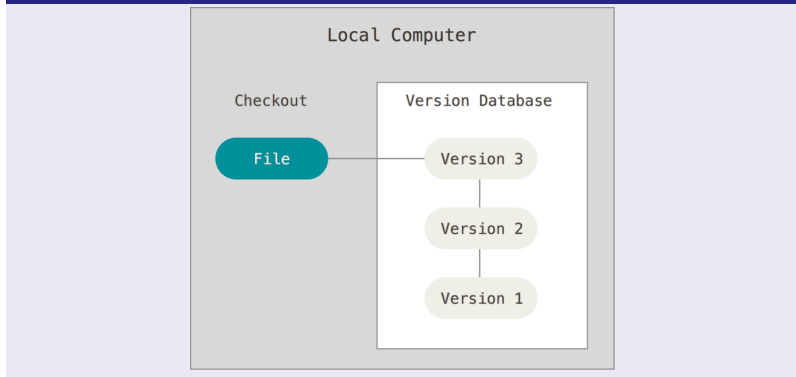 Local Computer
Checkout
Version Database
File
Version 3
Version 2
Version 1